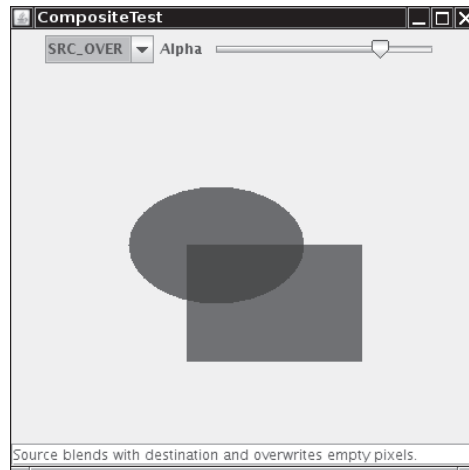 CompositeTest
SRC_OVER Alpha
Source blends with destination and overwrites empty pixels.